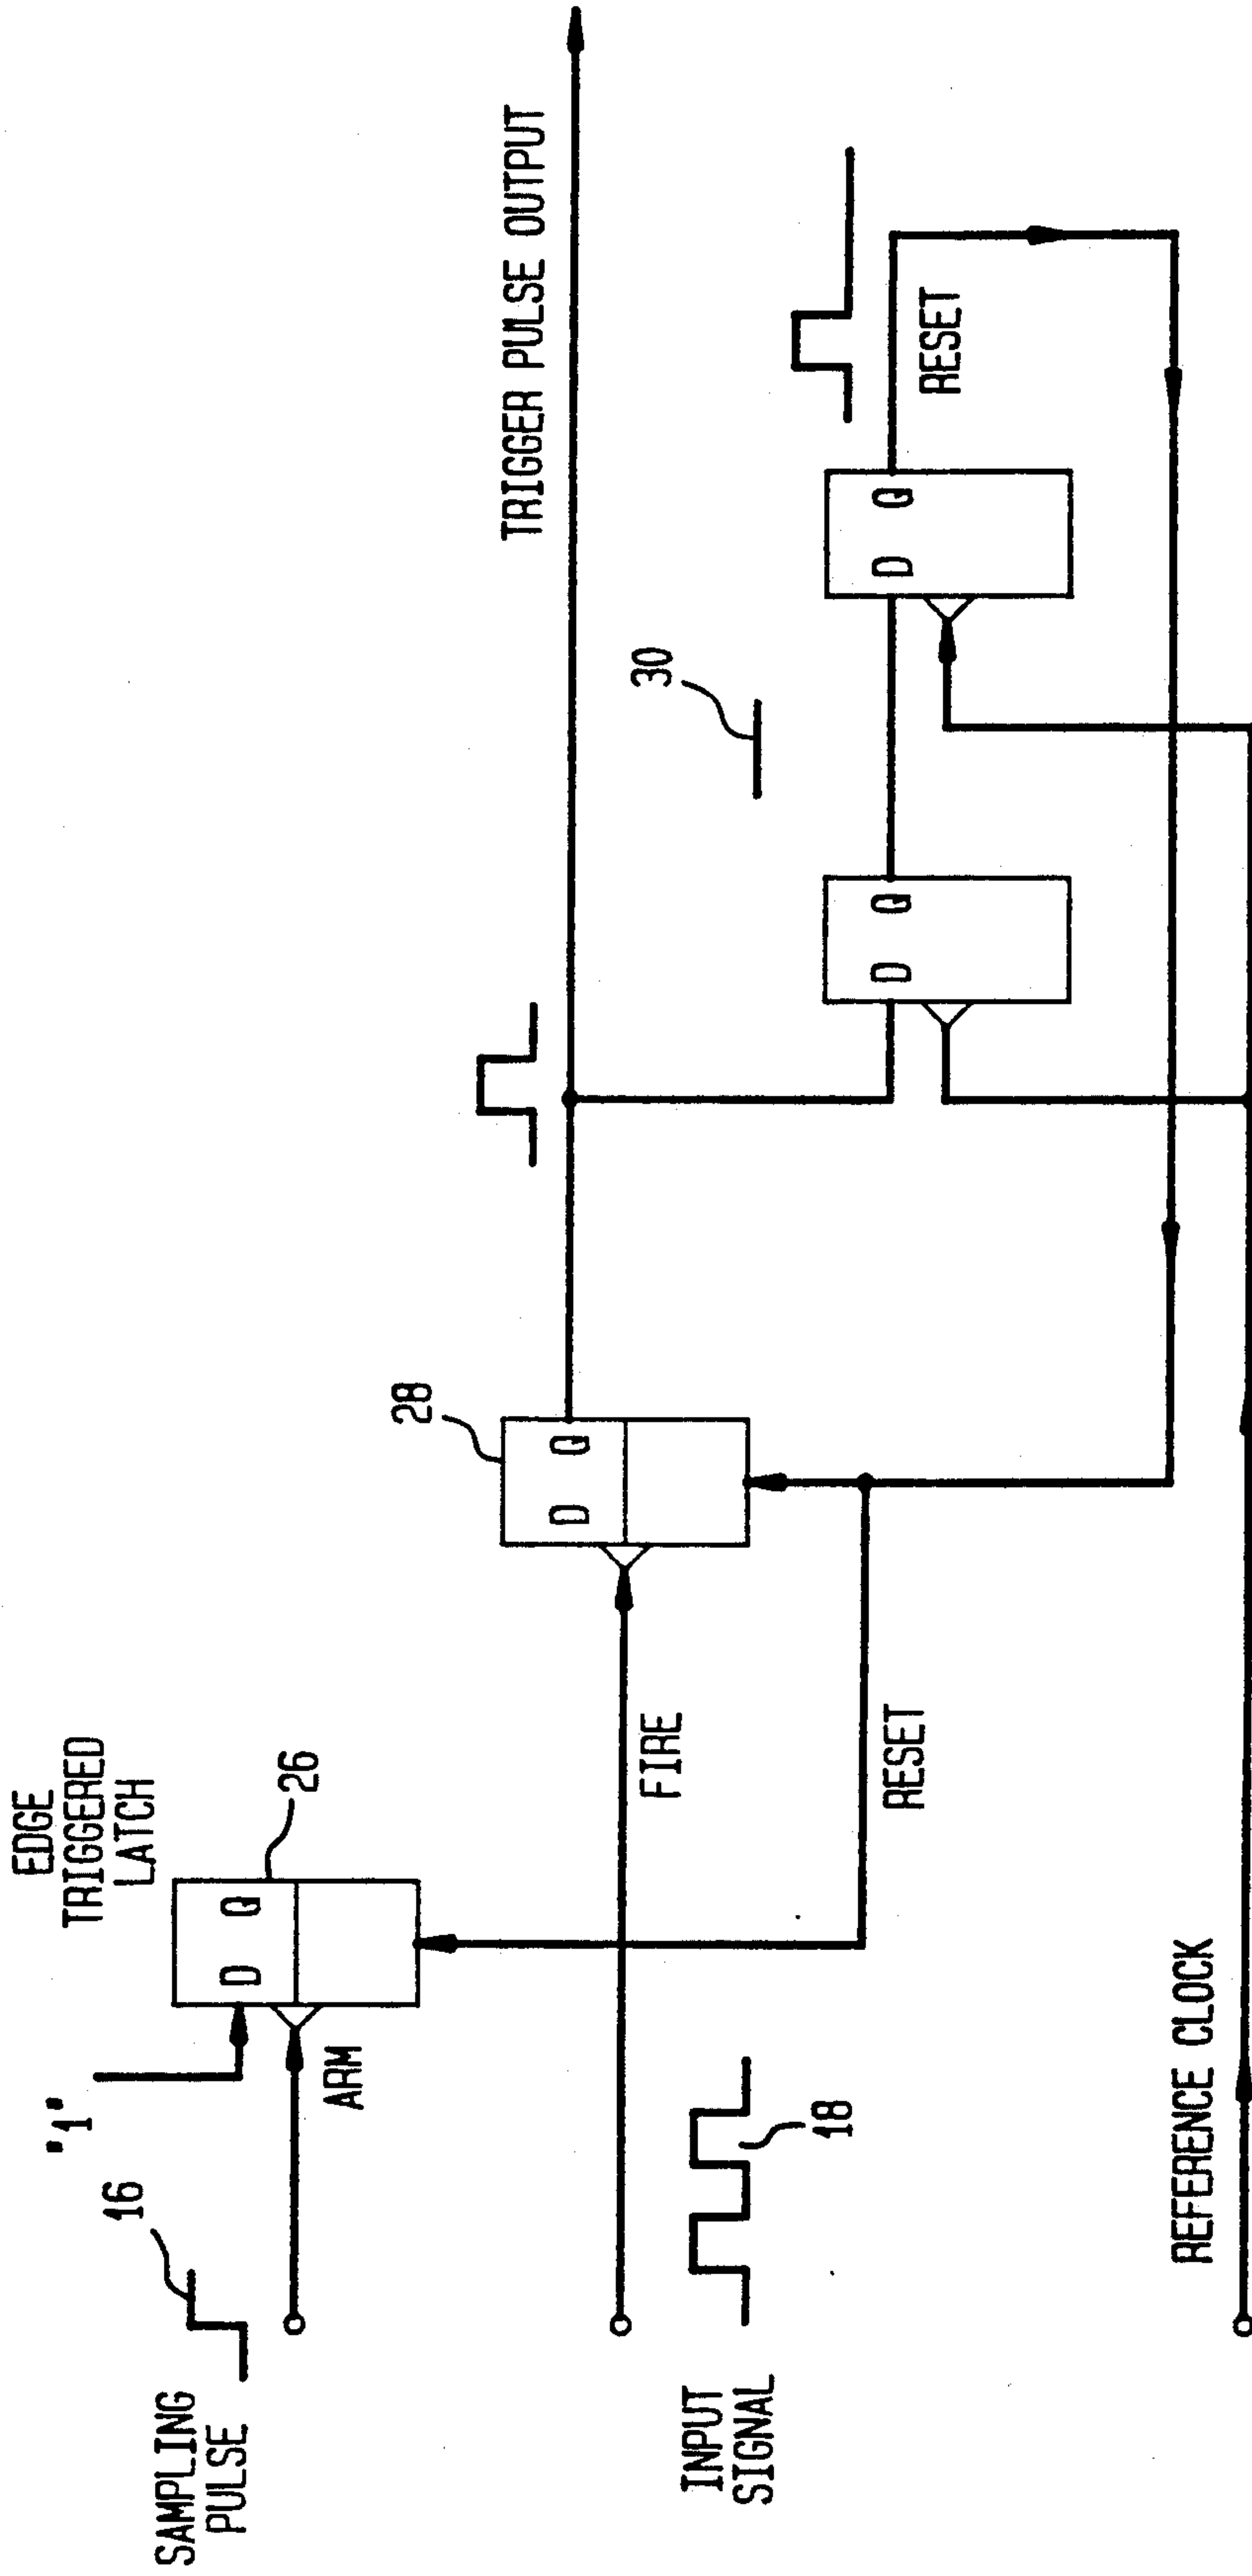 SAMPLING
PULSE
16
"1"
EDGE
TRIGGERED
LATCH
D Q
26
ARM
INPUT
SIGNAL
18
FIRE
RESET
28
D Q
TRIGGER PULSE OUTPUT
30
D Q
D Q
RESET
REFERENCE CLOCK